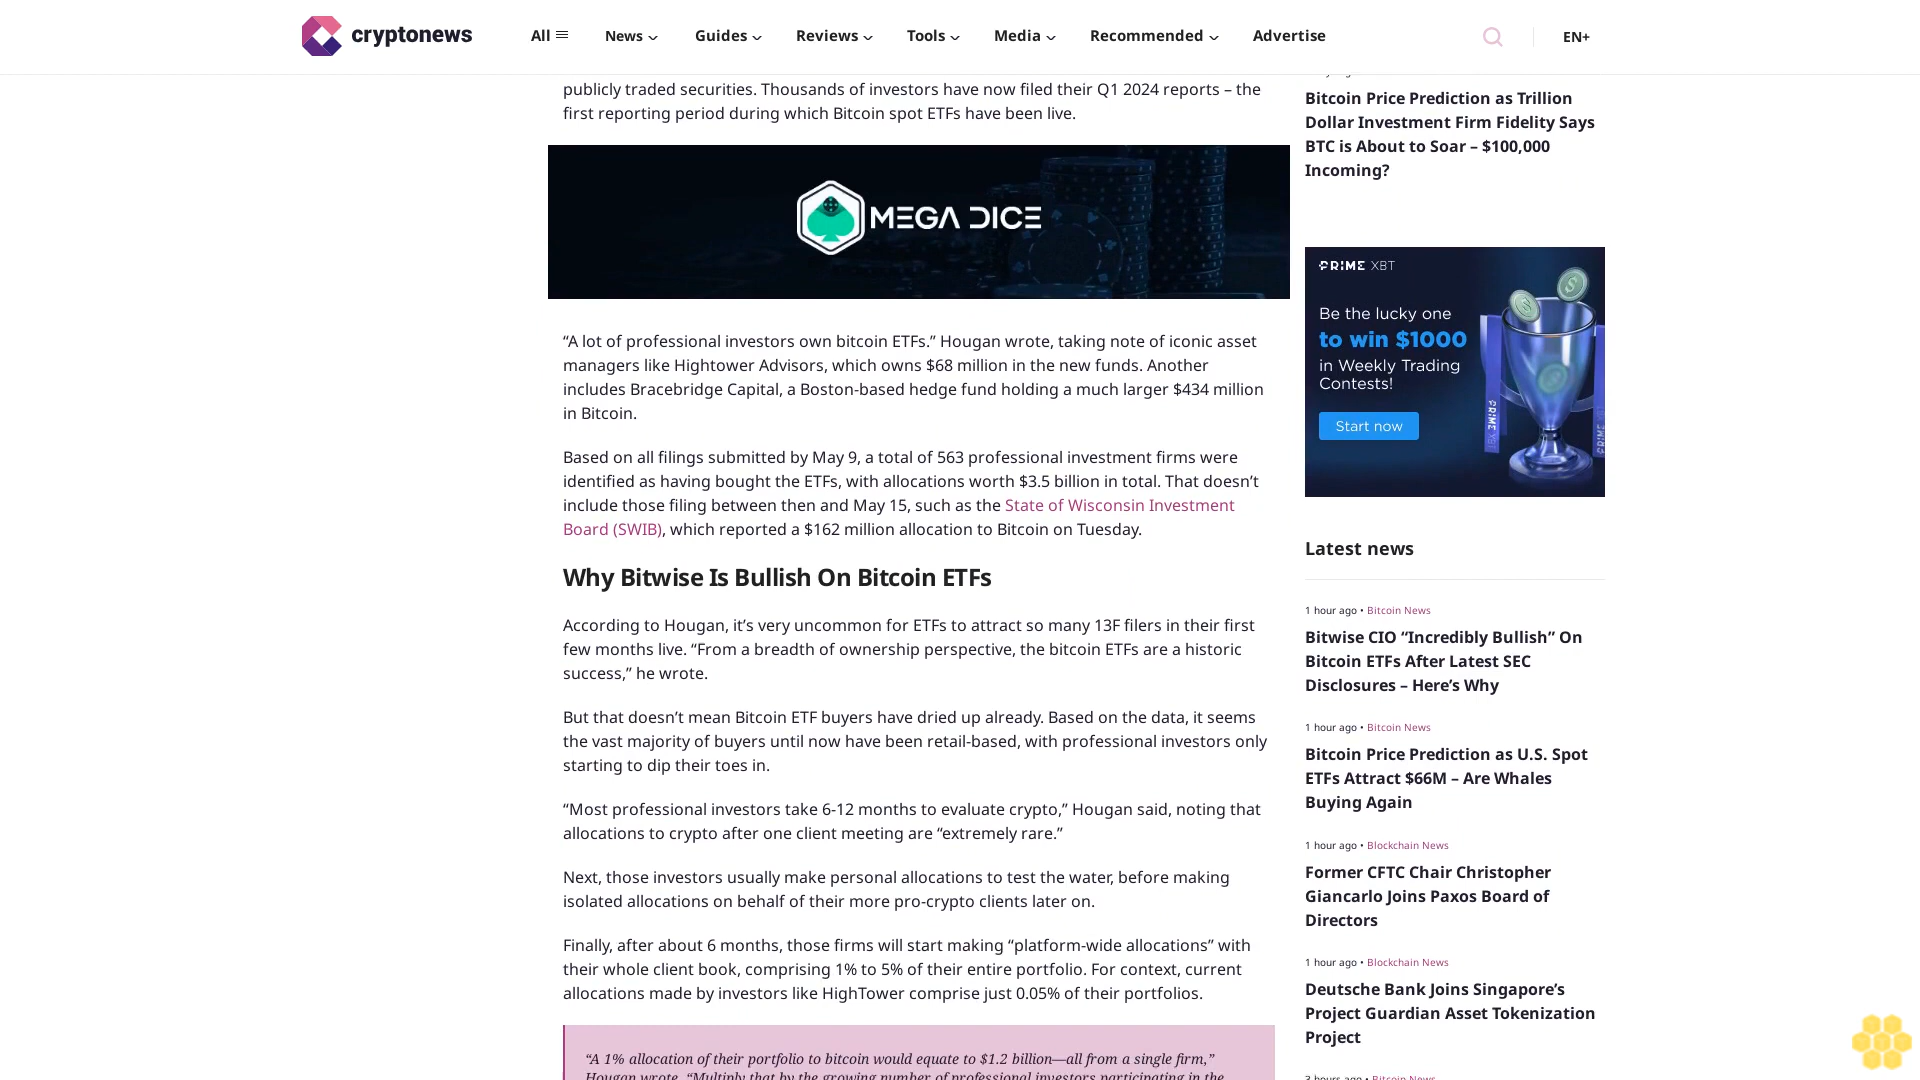 cryptonews
All
News
Guides
Reviews
Tools
Media
Recommended
Advertise
EN+
publicly traded securities. Thousands of investors have now filed their Q1 2024 reports – the
first reporting period during which Bitcoin spot ETFs have been live.
MEGA DICE
“A lot of professional investors own bitcoin ETFs.” Hougan wrote, taking note of iconic asset
managers like Hightower Advisors, which owns $68 million in the new funds. Another
includes Bracebridge Capital, a Boston-based hedge fund holding a much larger $434 million
in Bitcoin.
Based on all filings submitted by May 9, a total of 563 professional investment firms were
identified as having bought the ETFs, with allocations worth $3.5 billion in total. That doesn’t
include those filing between then and May 15, such as the State of Wisconsin Investment
Board (SWIB), which reported a $162 million allocation to Bitcoin on Tuesday.
Why Bitwise Is Bullish On Bitcoin ETFs
According to Hougan, it’s very uncommon for ETFs to attract so many 13F filers in their first
few months live. “From a breadth of ownership perspective, the bitcoin ETFs are a historic
success,” he wrote.
But that doesn’t mean Bitcoin ETF buyers have dried up already. Based on the data, it seems
the vast majority of buyers until now have been retail-based, with professional investors only
starting to dip their toes in.
“Most professional investors take 6-12 months to evaluate crypto,” Hougan said, noting that
allocations to crypto after one client meeting are “extremely rare.”
Next, those investors usually make personal allocations to test the water, before making
isolated allocations on behalf of their more pro-crypto clients later on.
Finally, after about 6 months, those firms will start making “platform-wide allocations” with
their whole client book, comprising 1% to 5% of their entire portfolio. For context, current
allocations made by investors like HighTower comprise just 0.05% of their portfolios.
“A 1% allocation of their portfolio to bitcoin would equate to $1.2 billion—all from a single firm,”
Hougan wrote. “Multiply that by the growing number of professional investors participating in the
Bitcoin Price Prediction as Trillion
Dollar Investment Firm Fidelity Says
BTC is About to Soar – $100,000
Incoming?
PRIME XBT
Be the lucky one
to win $1000
in Weekly Trading
Contests!
Start now
Latest news
1 hour ago • Bitcoin News
Bitwise CIO “Incredibly Bullish” On
Bitcoin ETFs After Latest SEC
Disclosures – Here’s Why
1 hour ago • Bitcoin News
Bitcoin Price Prediction as U.S. Spot
ETFs Attract $66M – Are Whales
Buying Again
1 hour ago • Blockchain News
Former CFTC Chair Christopher
Giancarlo Joins Paxos Board of
Directors
1 hour ago • Blockchain News
Deutsche Bank Joins Singapore’s
Project Guardian Asset Tokenization
Project
3 hours ago • Bitcoin News